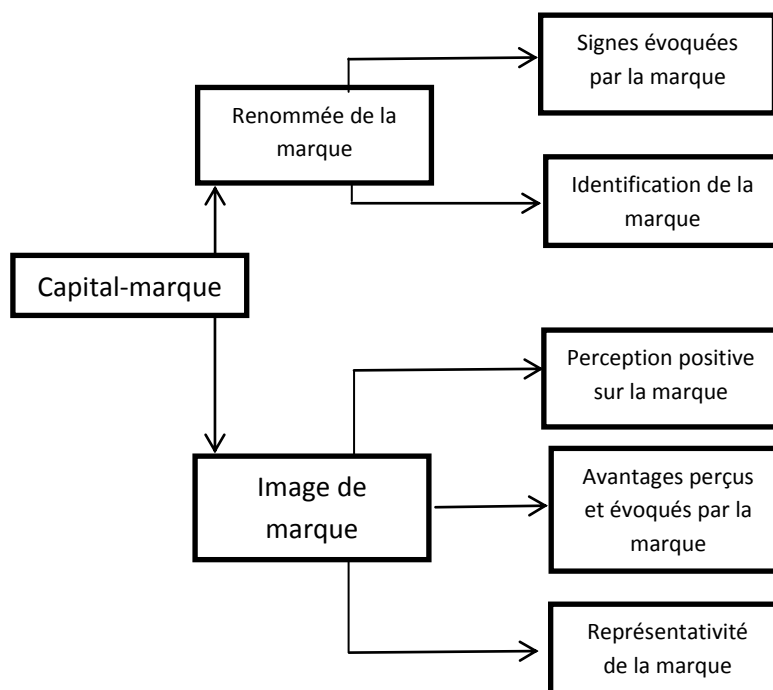 Signes évoquées
par la marque
Renommée de la
marque
Identification de la
marque
Capital-marque
Perception positive
sur la marque
Image de
marque
Avantages perçus
et évoqués par la
marque
Représentativité
de la marque